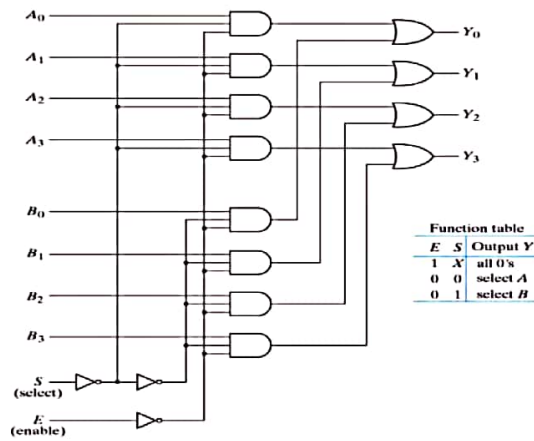 A0
Y0
A1
Y1
A2
Y2
A3
Y3
B0
Function table
E S Output Y
B1
1 X all 0's
0 0 select A
B2
0 1 select B
B3
S
(select)
E
(enable)